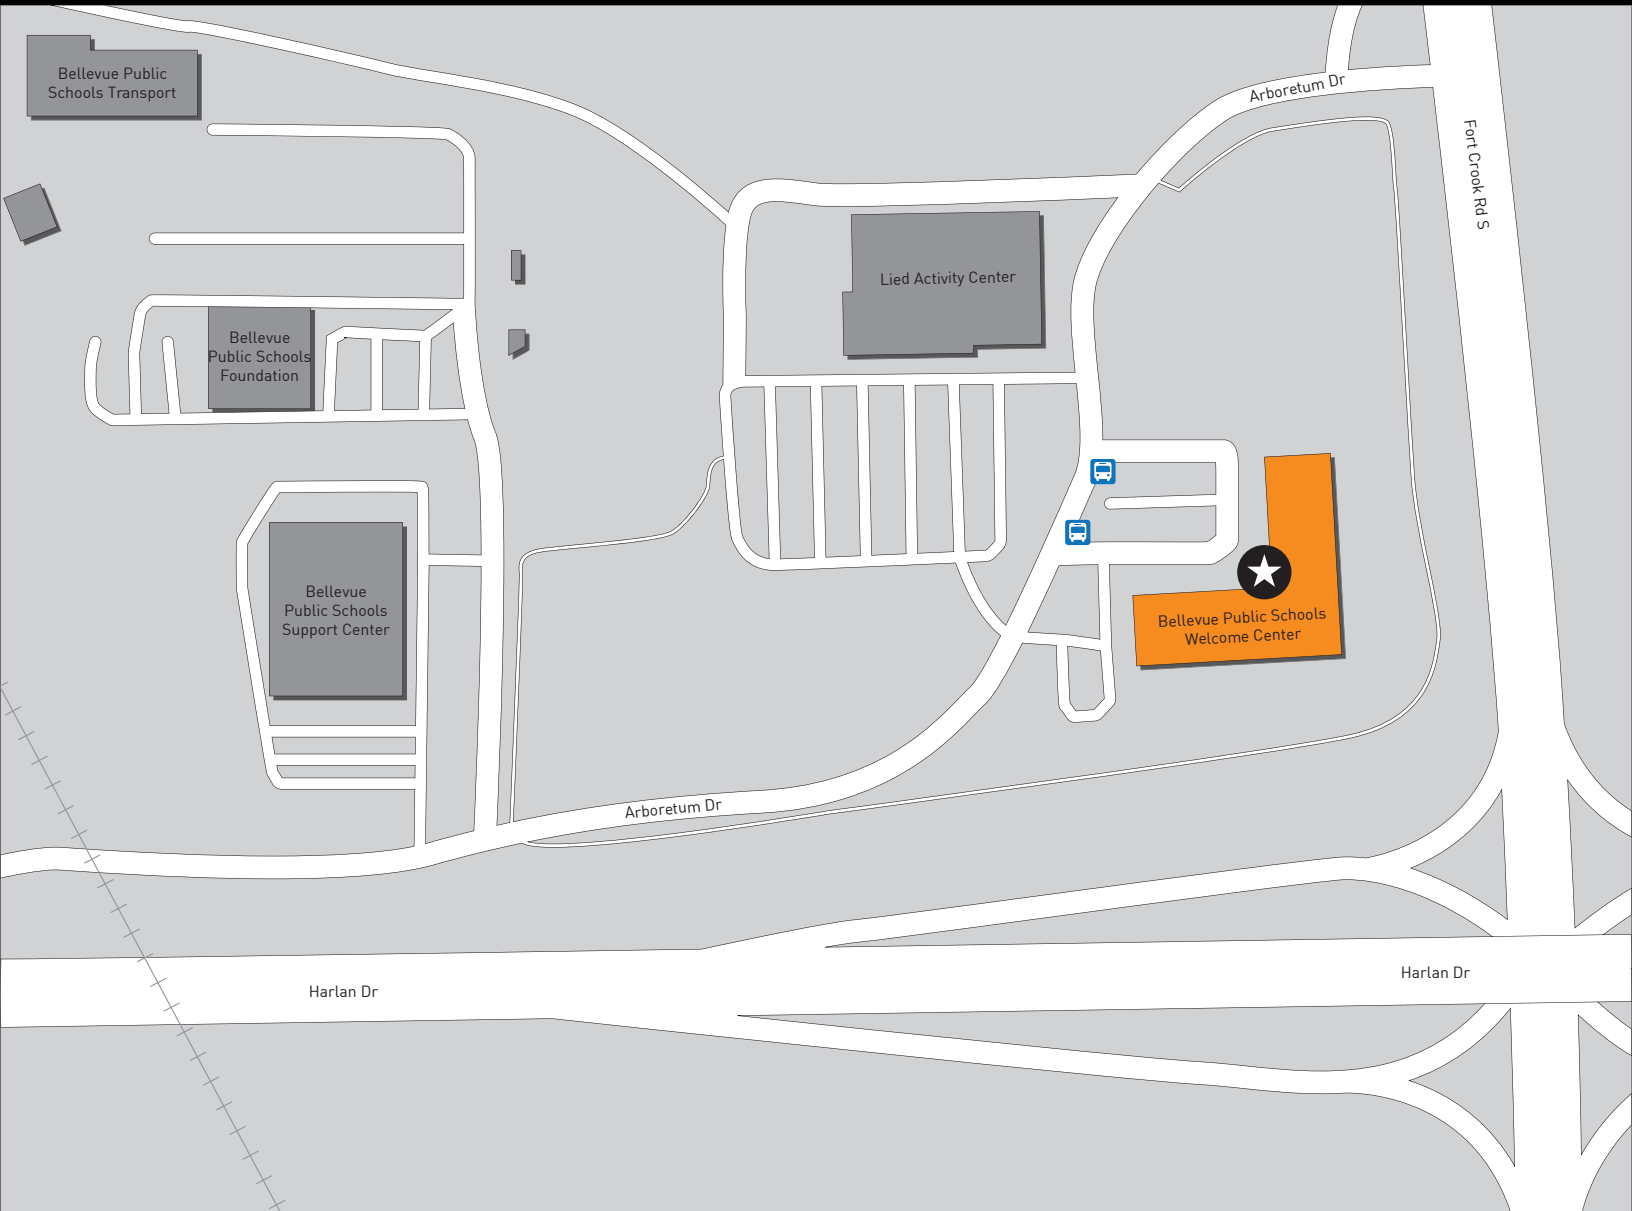 Bellevue Public
Schools Transport
Arboretum Dr
Fort Crook Rd S
Lied Activity Center
Bellevue
Public Schools
Foundation
Bellevue
Public Schools
Support Center
Bellevue Public Schools
Welcome Center
Arboretum Dr
Harlan Dr
Harlan Dr